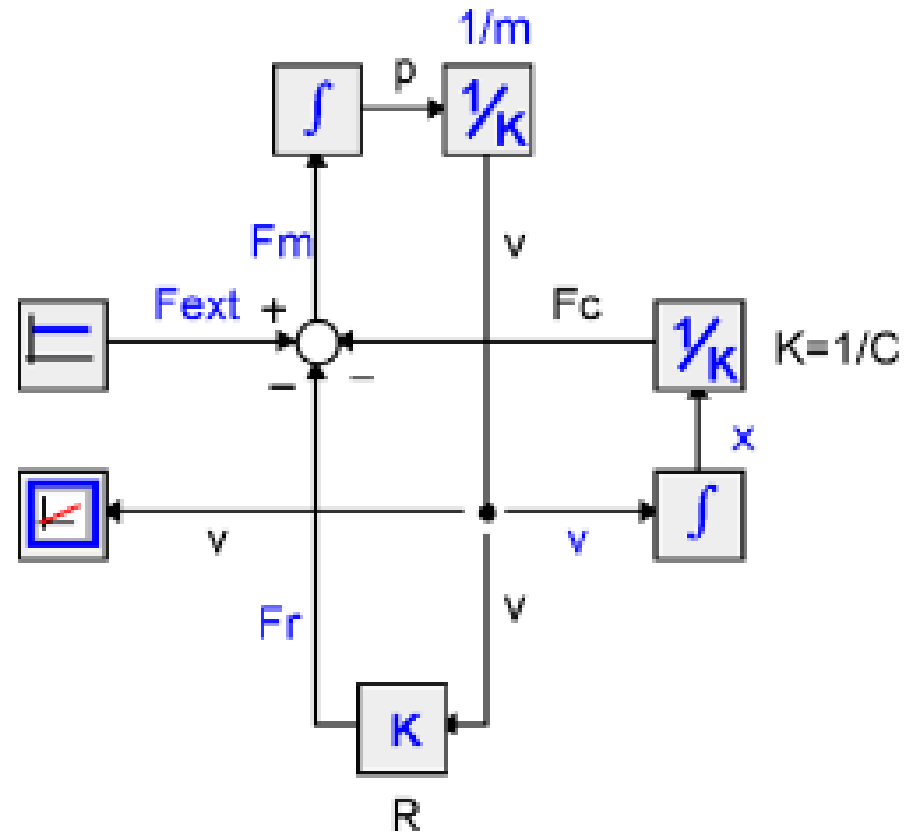 1/m
∫
p
1/K
Fm
v
Fext
+
Fc
1/K
K=1/C
−
−
x
v
v
∫
Fr
v
K
R